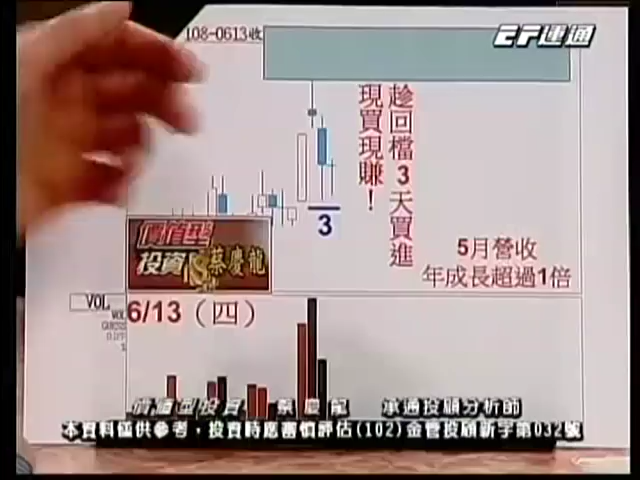 108-0613收
EF建通
趁回檔3天買進
現買現賺！
3
5月營收
年成長超過1倍
價值型
投資
蔡慶龍
VOL
6/13（四）
價值型投資 蔡慶龍 承通投顧分析師
本資料僅供參考，投資時應審慎評估(102)金管投顧新字第032號